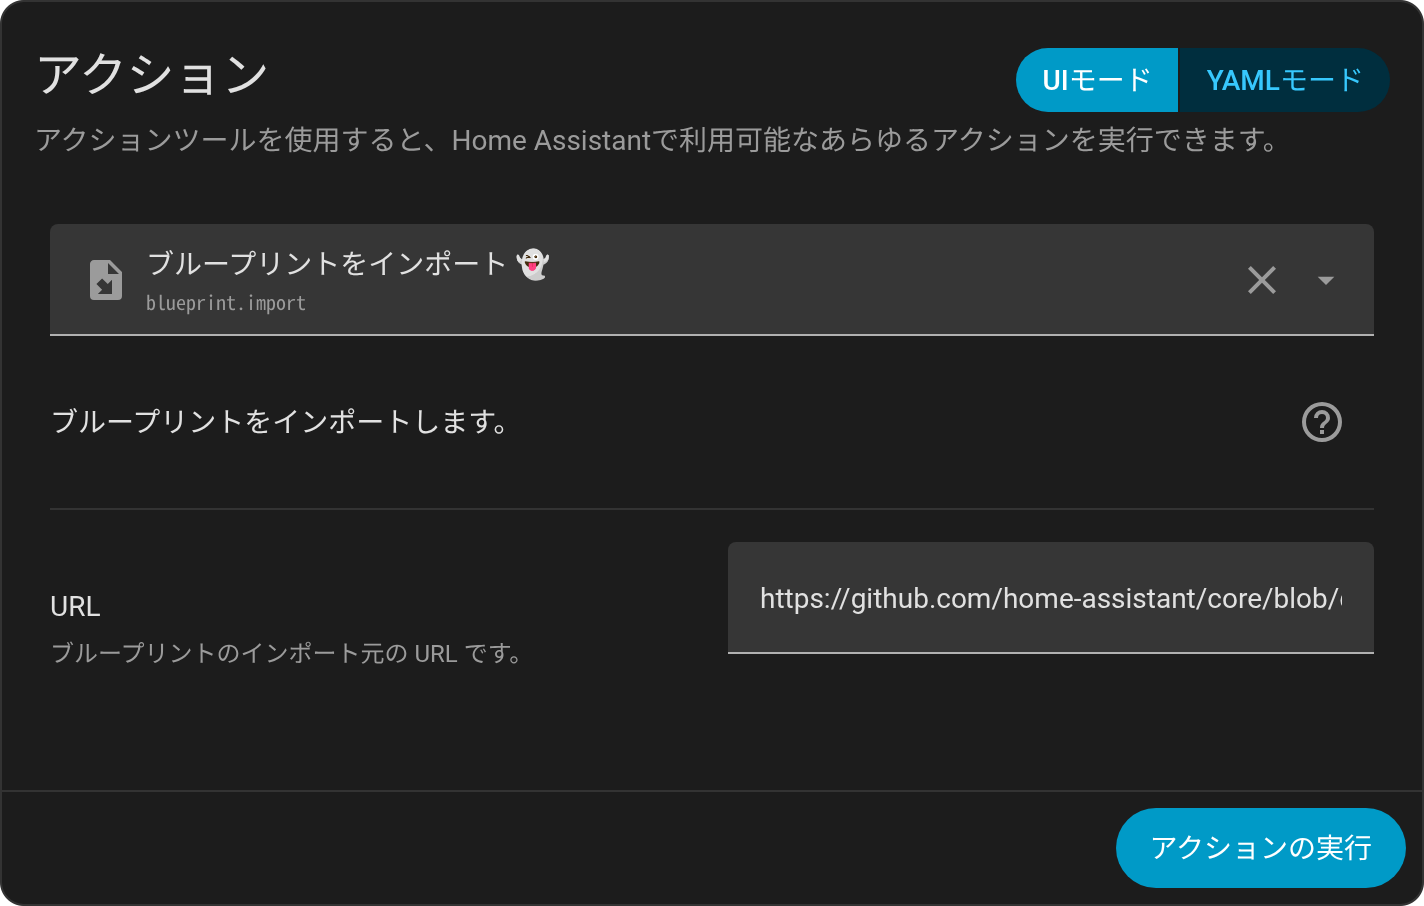 アクション
UIモード
YAMLモード
アクションツールを使用すると、Home Assistantで利用可能なあらゆるアクションを実行できます。
ブループリントをインポート 👻
blueprint.import
ブループリントをインポートします。
URL
ブループリントのインポート元の URL です。
https://github.com/home-assistant/core/blob/
アクションの実行